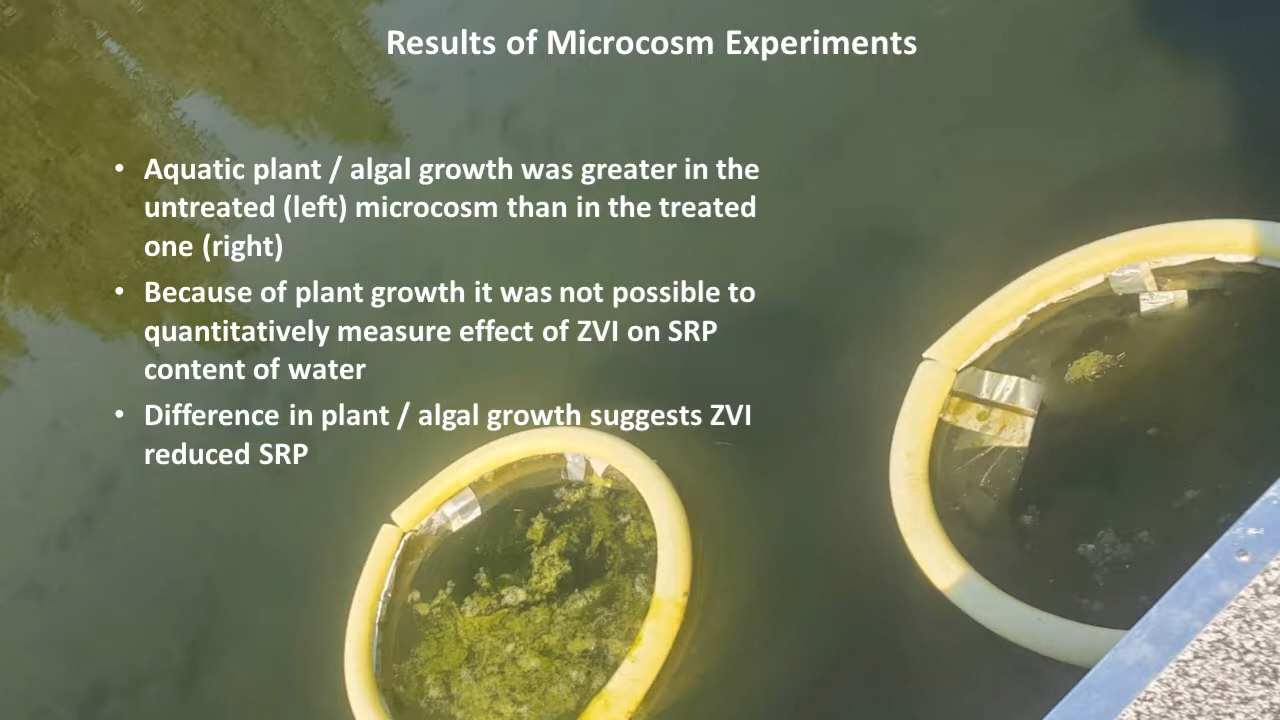 Results of Microcosm Experiments
• Aquatic plant / algal growth was greater in the
untreated (left) microcosm than in the treated
one (right)
• Because of plant growth it was not possible to
quantitatively measure effect of ZVI on SRP
content of water
• Difference in plant / algal growth suggests ZVI
reduced SRP